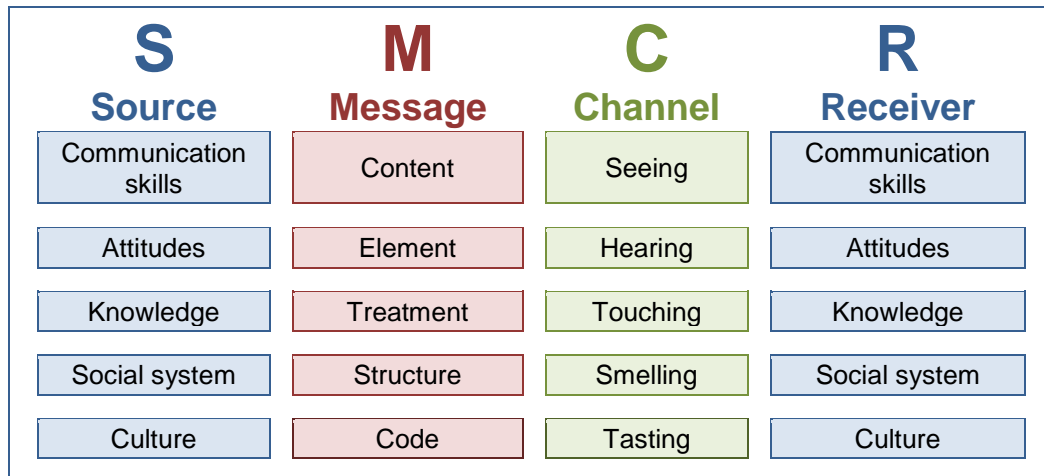 S M C R
Source Message Channel Receiver
Communication skills Content Seeing Communication skills
Attitudes Element Hearing Attitudes
Knowledge Treatment Touching Knowledge
Social system Structure Smelling Social system
Culture Code Tasting Culture